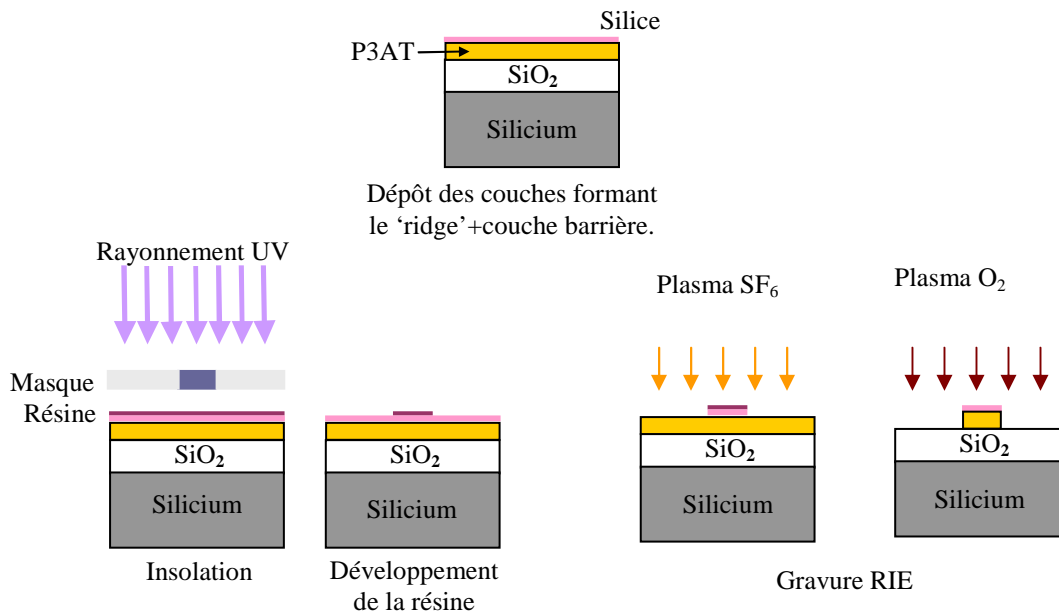 Silice
P3AT
SiO₂
Silicium
Dépôt des couches formant
le ‘ridge’+couche barrière.
Rayonnement UV
Masque
Résine
SiO₂
Silicium
Insolation
SiO₂
Silicium
Développement
de la résine
Plasma SF₆
SiO₂
Silicium
Plasma O₂
SiO₂
Silicium
Gravure RIE